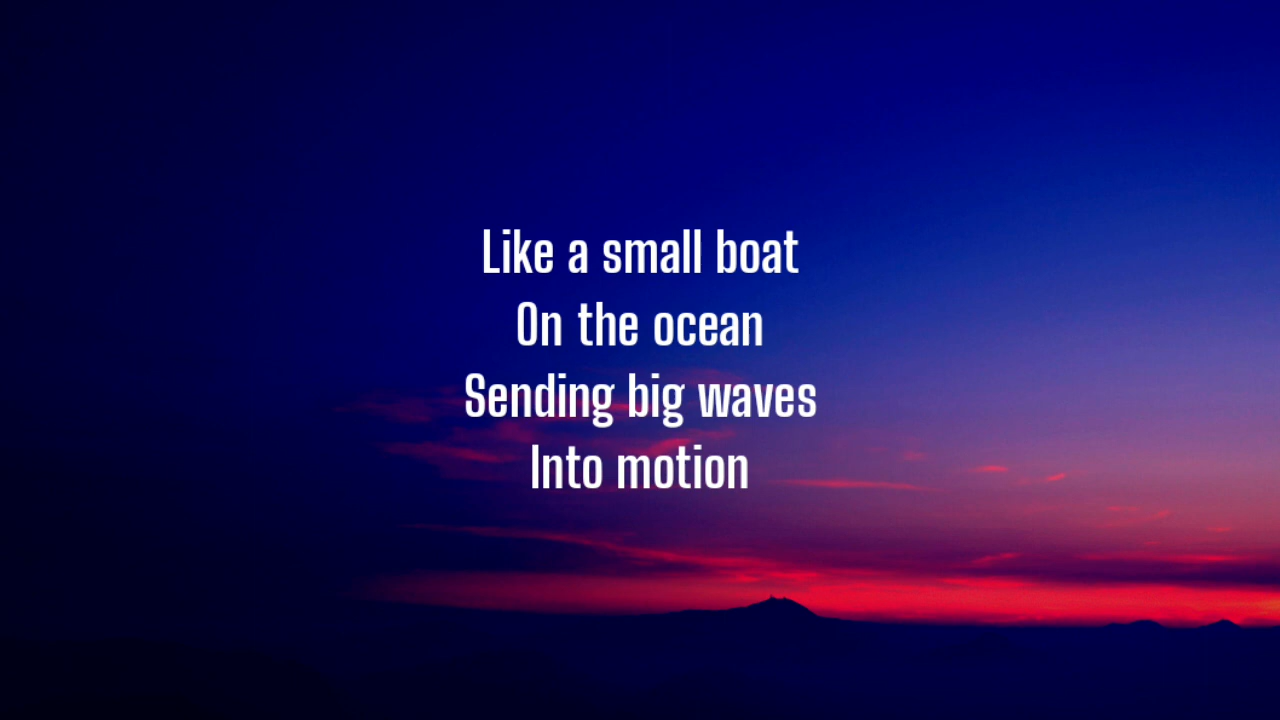 Like a small boat
On the ocean
Sending big waves
Into motion